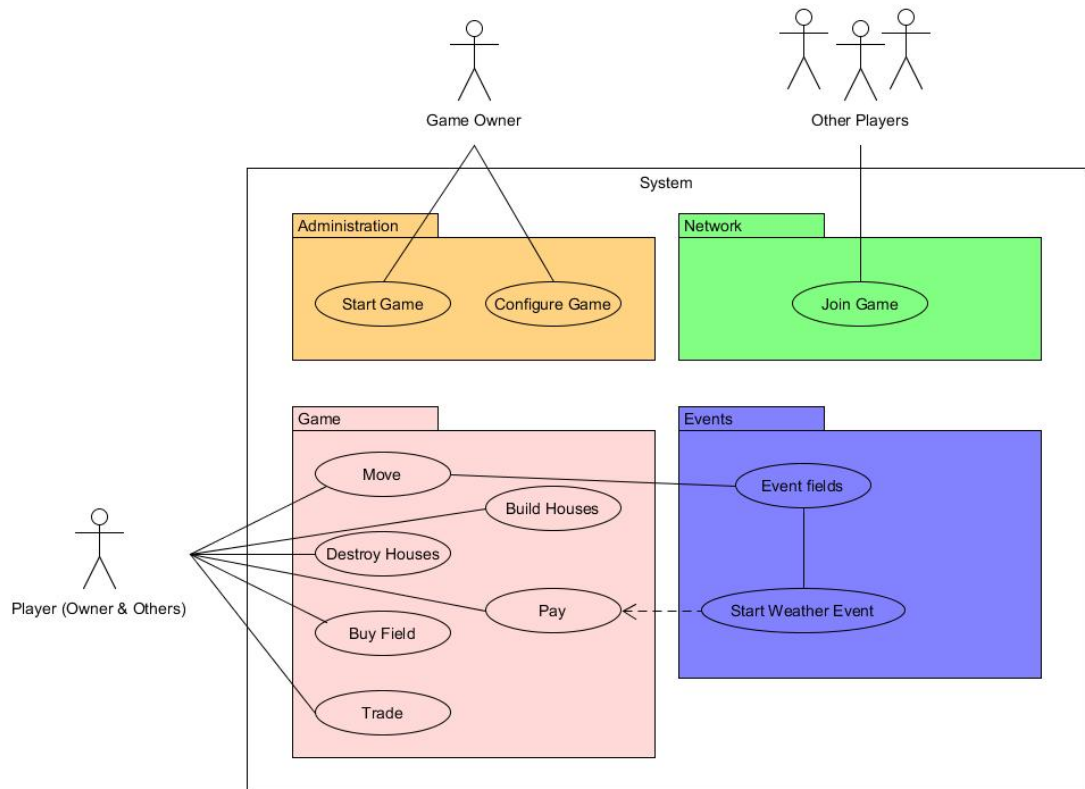 Game Owner
Other Players
System
Administration
Network
Start Game
Configure Game
Join Game
Game
Events
Move
Event fields
Build Houses
Destroy Houses
Player (Owner & Others)
Pay
Start Weather Event
Buy Field
Trade